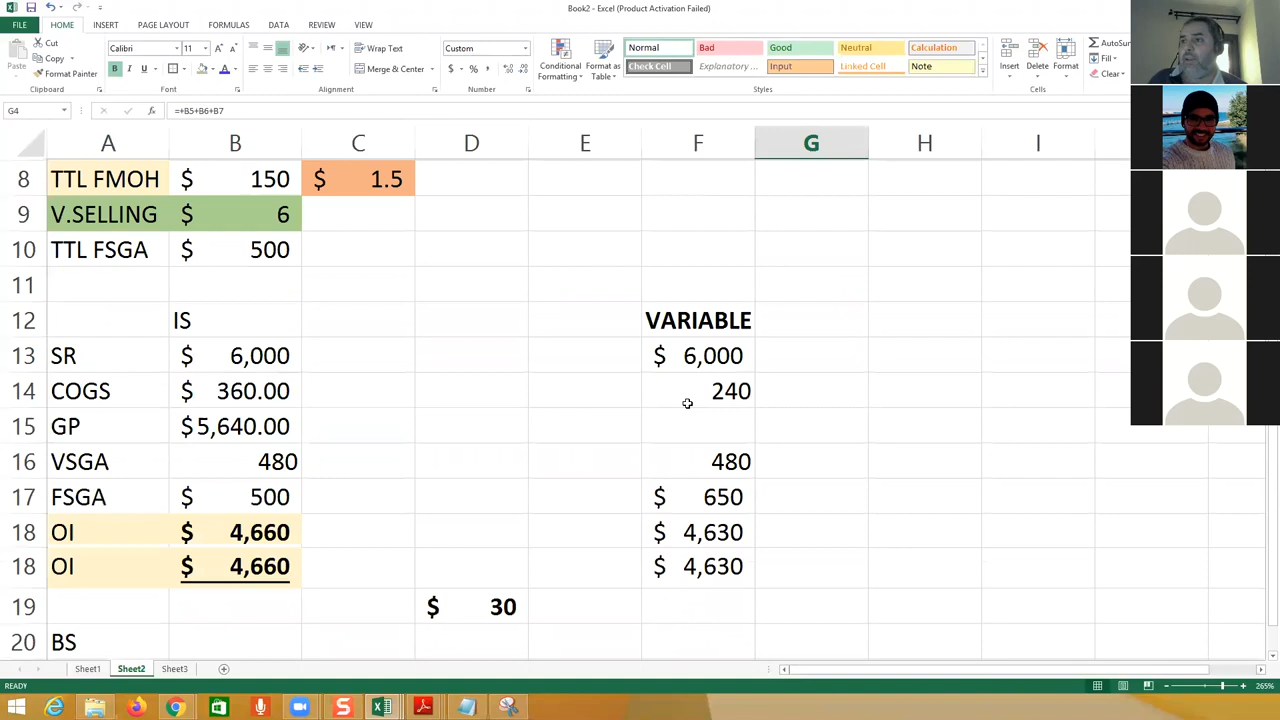 Book2 - Excel (Product Activation Failed)
FILE HOME INSERT PAGE LAYOUT FORMULAS DATA REVIEW VIEW
Cut
Copy
Format Painter
Paste
Clipboard
Calibri 11
B I U
Font
Wrap Text
Merge & Center
Alignment
Custom
$ % ,
Number
Conditional Formatting
Format as Table
Normal Bad Good Neutral Calculation
Check Cell Explanatory ... Input Linked Cell Note
Styles
Insert Delete Format
Cells
AutoSum
Fill
Clear
G4 =+B5+B6+B7
A B C D E F G H I
8 TTL FMOH $ 150 $ 1.5
9 V.SELLING $ 6
10 TTL FSGA $ 500
11
12 IS VARIABLE
13 SR $ 6,000 $ 6,000
14 COGS $ 360.00 240
15 GP $5,640.00
16 VSGA 480 480
17 FSGA $ 500 $ 650
18 OI $ 4,660 $ 4,630
18 OI $ 4,660 $ 4,630
19 $ 30
20 BS
Sheet1 Sheet2 Sheet3
READY 265%